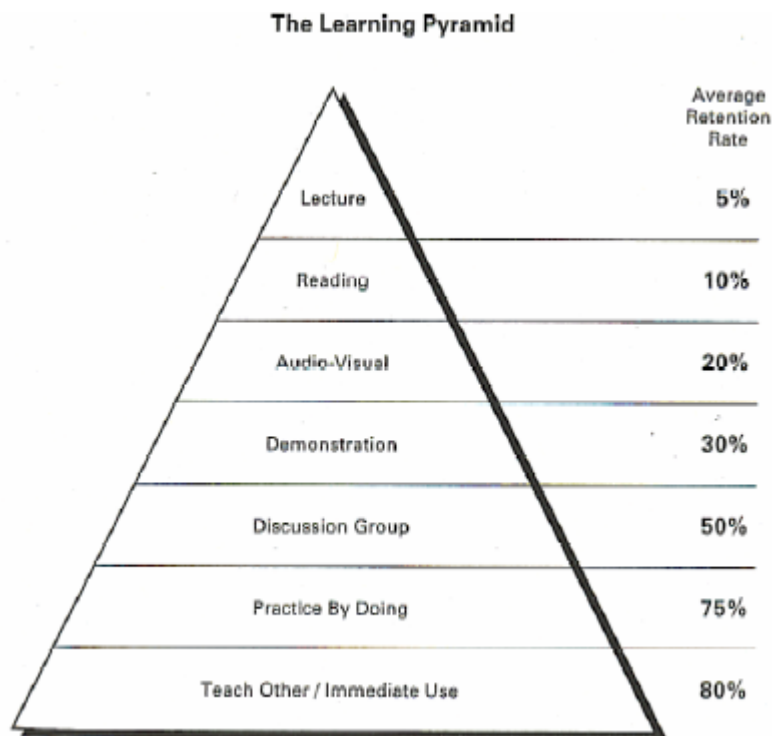 The Learning Pyramid
Average
Retention
Rate
Lecture 5%
Reading 10%
Audio-Visual 20%
Demonstration 30%
Discussion Group 50%
Practice By Doing 75%
Teach Other / Immediate Use 80%